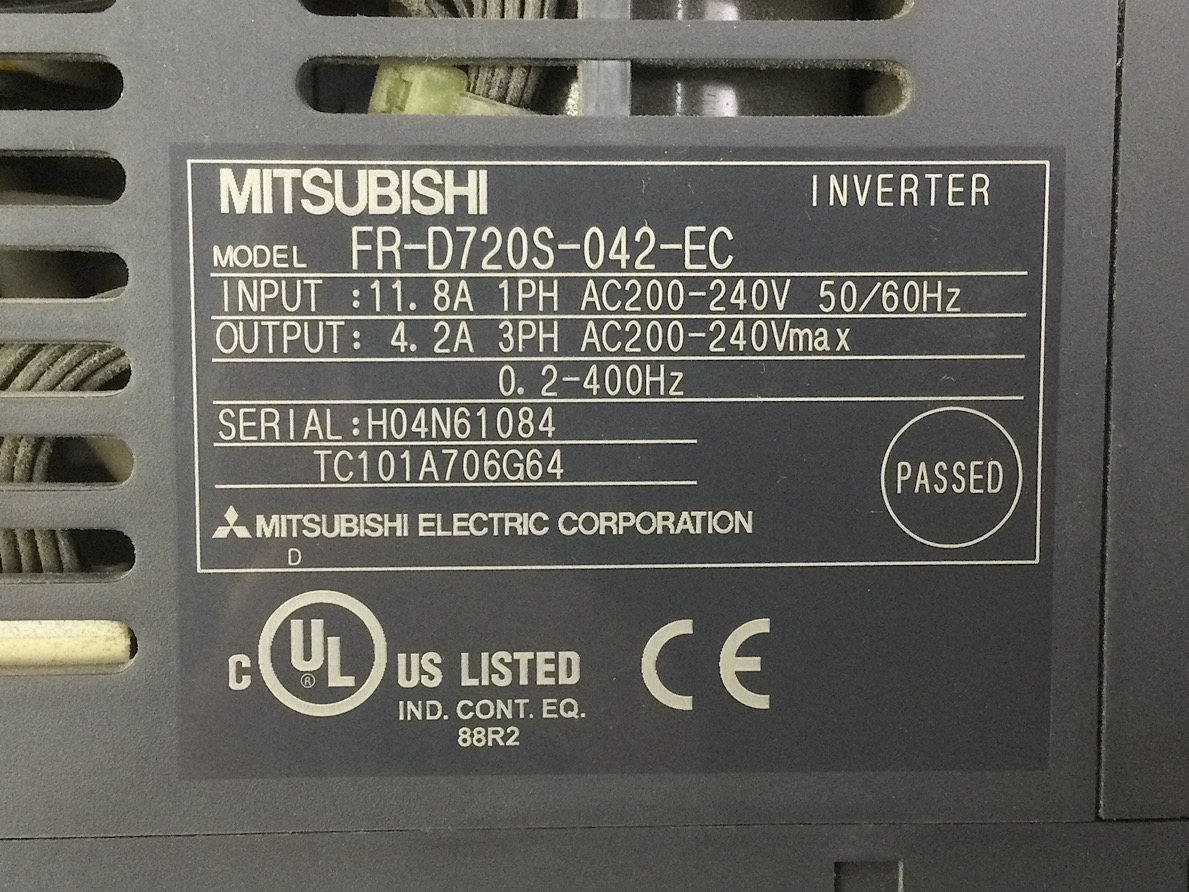 MITSUBISHI INVERTER
MODEL FR-D720S-042-EC
INPUT :11.8A 1PH AC200-240V 50/60Hz
OUTPUT: 4.2A 3PH AC200-240Vmax
0.2-400Hz
SERIAL:H04N61084
TC101A706G64
PASSED
MITSUBISHI ELECTRIC CORPORATION
D
C UL® US LISTED CE
IND. CONT. EQ.
88R2